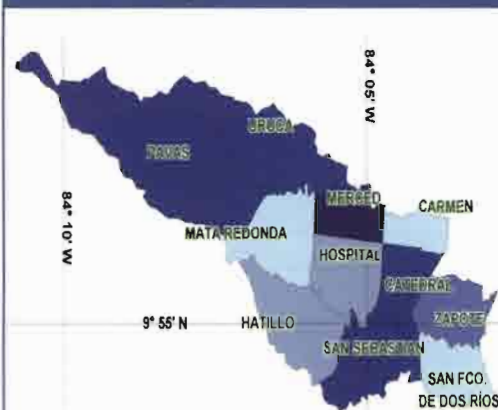 84° 05' W
URUCA
PAVAS
84° 10' W
MERCED
CARMEN
MATA REDONDA
HOSPITAL
CATEDRAL
9° 55' N
HATILLO
ZAPOTE
SAN SEBASTIAN
SAN FCO.
DE DOS RÍOS